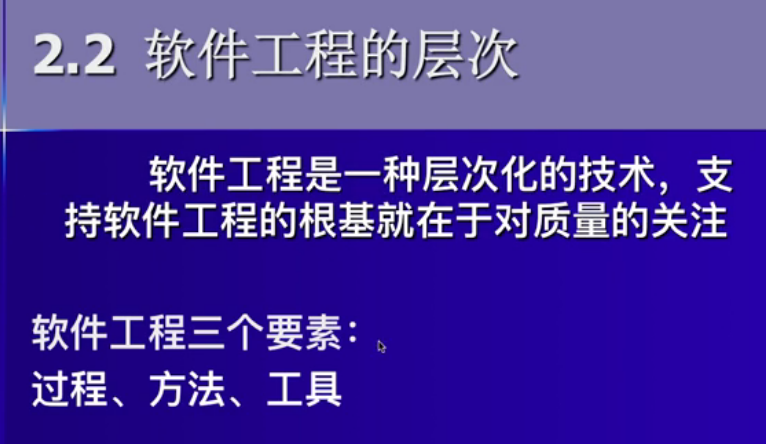 2.2 软件工程的层次
软件工程是一种层次化的技术，支
持软件工程的根基就在于对质量的关注
软件工程三个要素：
过程、方法、工具